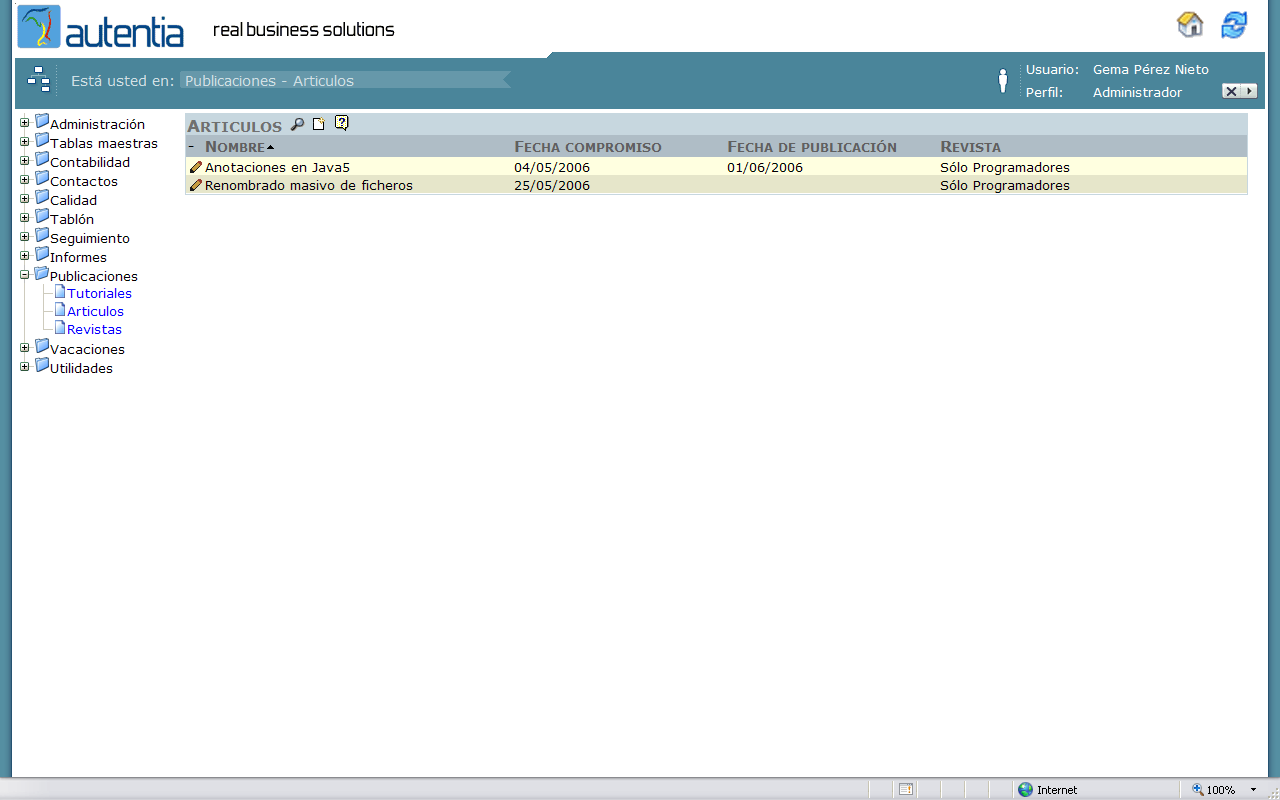 autentia real business solutions
Está usted en: Publicaciones - Articulos
Usuario: Gema Pérez Nieto
Perfil: Administrador
Administración
Tablas maestras
Contabilidad
Contactos
Calidad
Tablón
Seguimiento
Informes
Publicaciones
Tutoriales
Articulos
Revistas
Vacaciones
Utilidades
ARTICULOS
- NOMBRE FECHA COMPROMISO FECHA DE PUBLICACIÓN REVISTA
Anotaciones en Java5 04/05/2006 01/06/2006 Sólo Programadores
Renombrado masivo de ficheros 25/05/2006 Sólo Programadores
Internet 100%